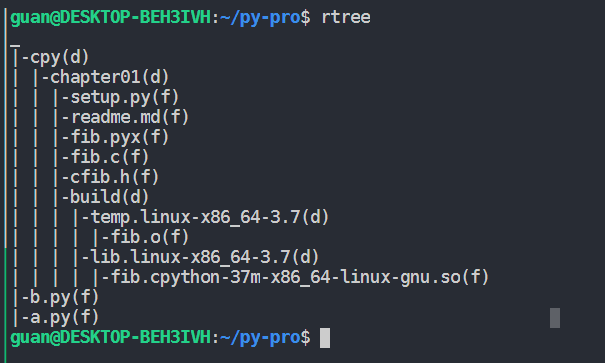 guan@DESKTOP-BEH3IVH:~/py-pro$ rtree
_
|-cpy(d)
| |-chapter01(d)
| | |-setup.py(f)
| | |-readme.md(f)
| | |-fib.pyx(f)
| | |-fib.c(f)
| | |-cfib.h(f)
| | |-build(d)
| | | |-temp.linux-x86_64-3.7(d)
| | | | |-fib.o(f)
| | | |-lib.linux-x86_64-3.7(d)
| | | | |-fib.cpython-37m-x86_64-linux-gnu.so(f)
|-b.py(f)
|-a.py(f)
guan@DESKTOP-BEH3IVH:~/py-pro$